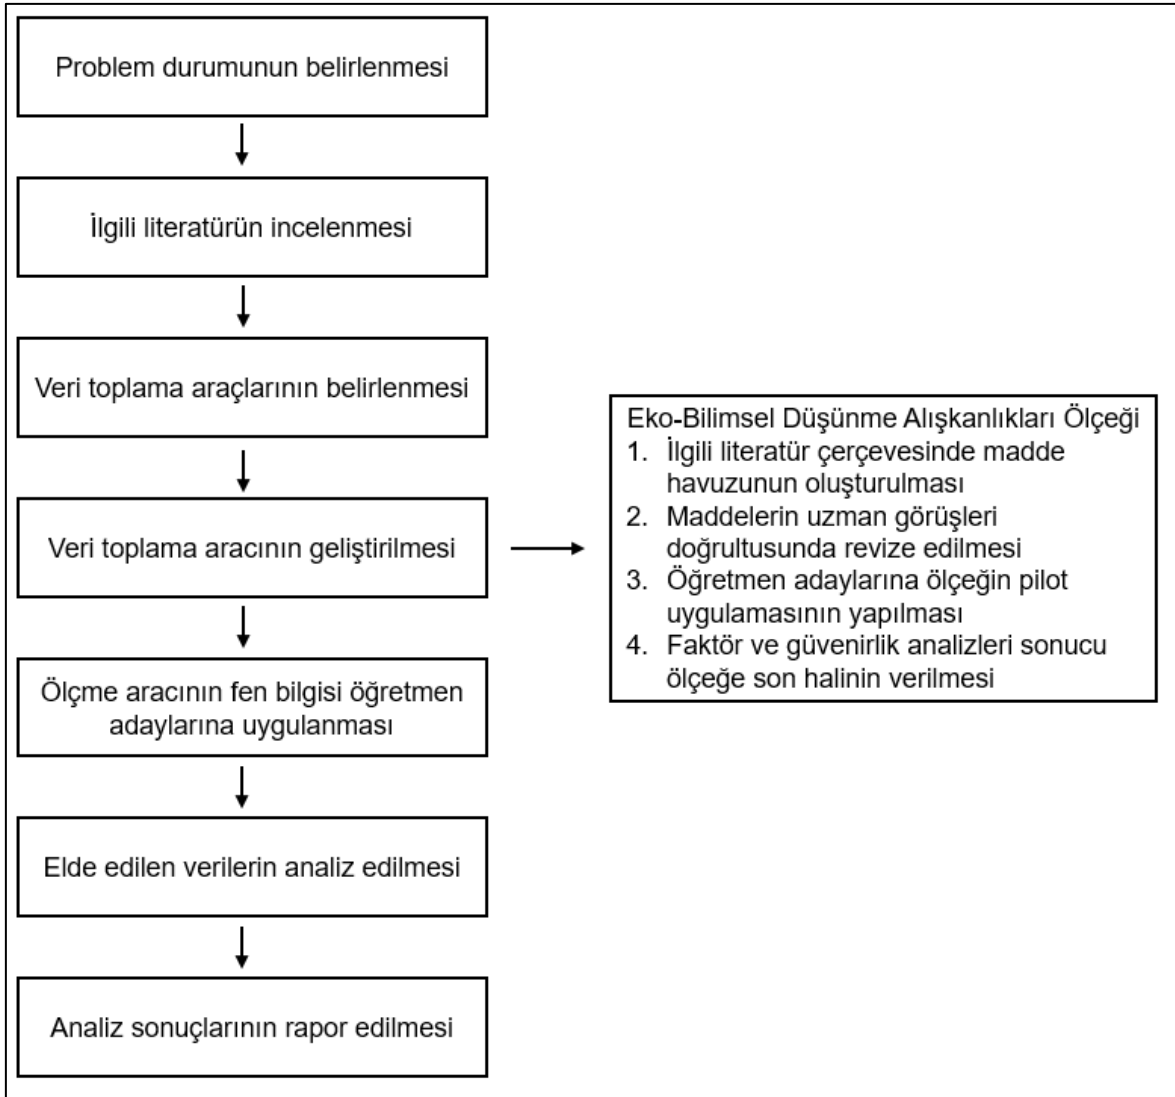 Problem durumunun belirlenmesi
İlgili literatürün incelenmesi
Veri toplama araçlarının belirlenmesi
Veri toplama aracının geliştirilmesi
Eko-Bilimsel Düşünme Alışkanlıkları Ölçeği
1. İlgili literatür çerçevesinde madde
havuzunun oluşturulması
2. Maddelerin uzman görüşleri
doğrultusunda revize edilmesi
3. Öğretmen adaylarına ölçeğin pilot
uygulamasının yapılması
4. Faktör ve güvenirlik analizleri sonucu
ölçeğe son halinin verilmesi
Ölçme aracının fen bilgisi öğretmen
adaylarına uygulanması
Elde edilen verilerin analiz edilmesi
Analiz sonuçlarının rapor edilmesi